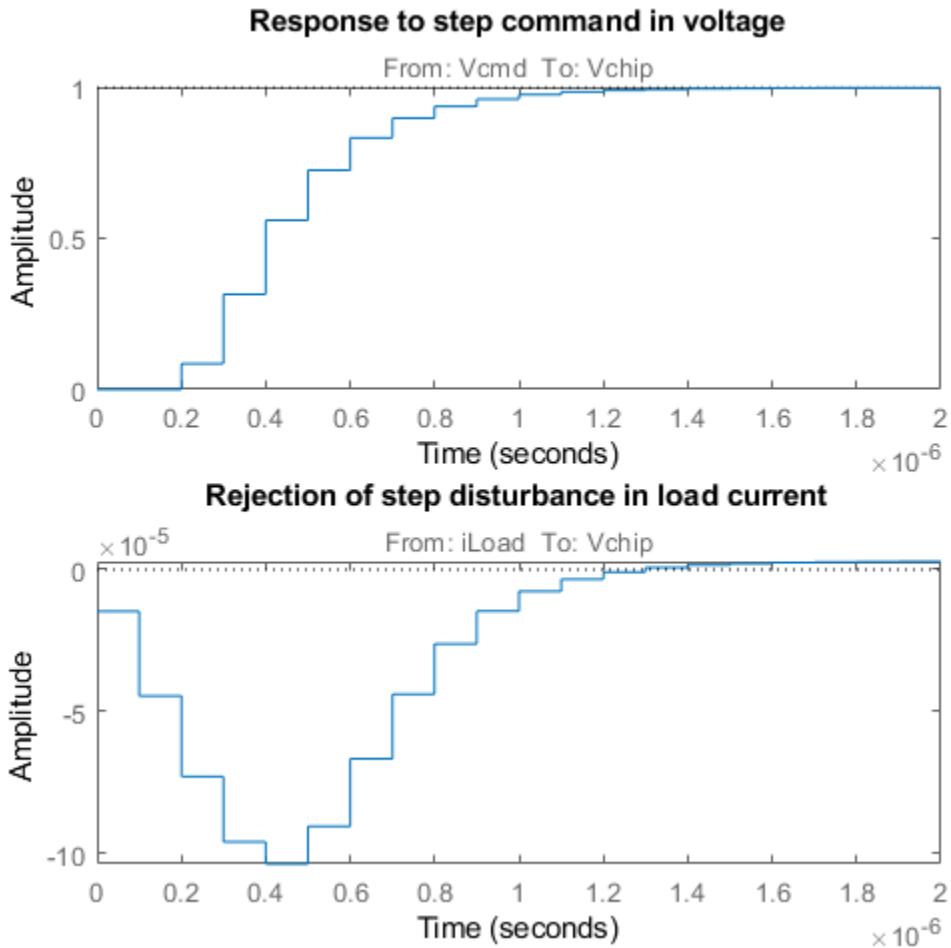 Response to step command in voltage
From: Vcmd To: Vchip
1
0.5
0
Amplitude
0 0.2 0.4 0.6 0.8 1 1.2 1.4 1.6 1.8 2
Time (seconds)
× 10-6
Rejection of step disturbance in load current
× 10-5
From: iLoad To: Vchip
0
-5
-10
Amplitude
0 0.2 0.4 0.6 0.8 1 1.2 1.4 1.6 1.8 2
Time (seconds)
× 10-6